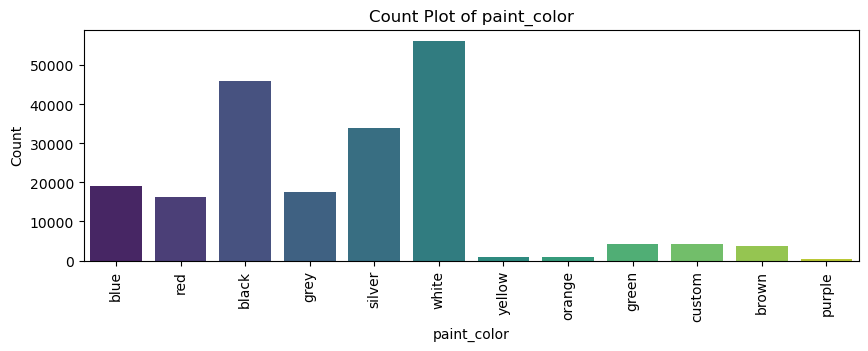 Count Plot of paint_color
Count
50000
40000
30000
20000
10000
0
blue
red
black
grey
silver
white
yellow
orange
green
custom
brown
purple
paint_color